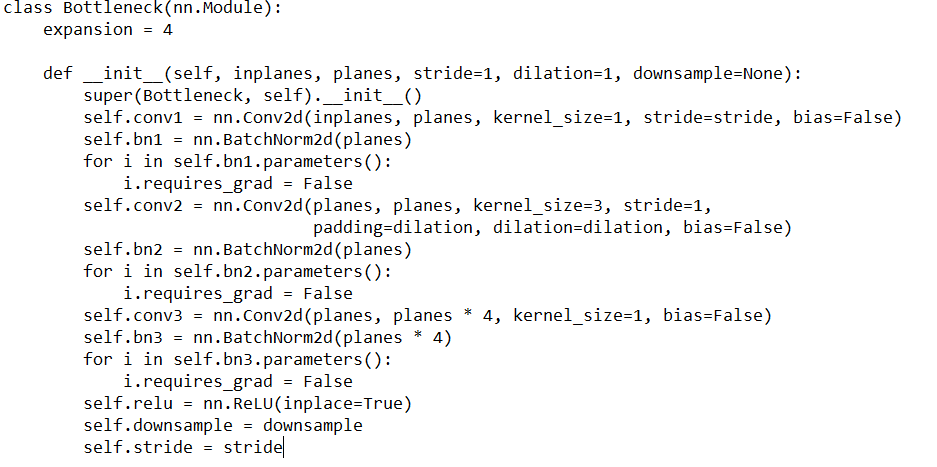 class Bottleneck(nn.Module):
    expansion = 4

    def __init__(self, inplanes, planes, stride=1, dilation=1, downsample=None):
        super(Bottleneck, self).__init__()
        self.conv1 = nn.Conv2d(inplanes, planes, kernel_size=1, stride=stride, bias=False)
        self.bn1 = nn.BatchNorm2d(planes)
        for i in self.bn1.parameters():
            i.requires_grad = False
        self.conv2 = nn.Conv2d(planes, planes, kernel_size=3, stride=1,
                               padding=dilation, dilation=dilation, bias=False)
        self.bn2 = nn.BatchNorm2d(planes)
        for i in self.bn2.parameters():
            i.requires_grad = False
        self.conv3 = nn.Conv2d(planes, planes * 4, kernel_size=1, bias=False)
        self.bn3 = nn.BatchNorm2d(planes * 4)
        for i in self.bn3.parameters():
            i.requires_grad = False
        self.relu = nn.ReLU(inplace=True)
        self.downsample = downsample
        self.stride = stride